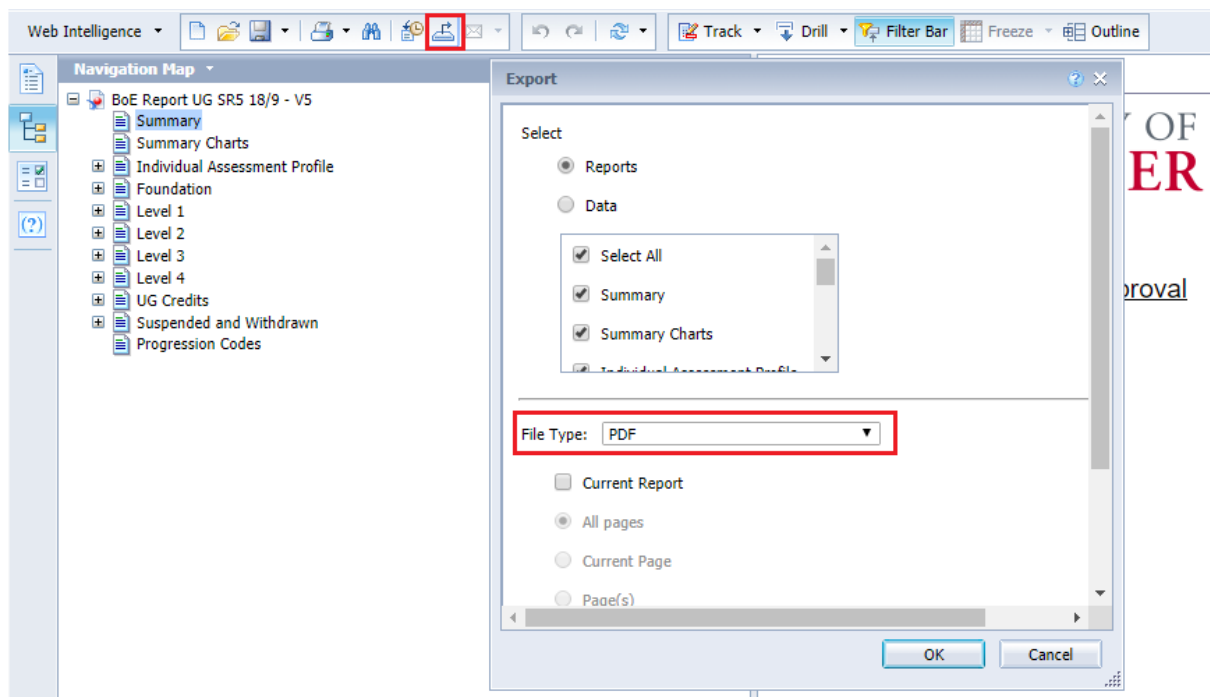 Web Intelligence Track Drill Filter Bar Freeze Outline
Navigation Map
BoE Report UG SR5 18/9 - V5
Summary
Summary Charts
Individual Assessment Profile
Foundation
Level 1
Level 2
Level 3
Level 4
UG Credits
Suspended and Withdrawn
Progression Codes
(?)
Export
Select
Reports
Data
Select All
Summary
Summary Charts
Individual Assessment Profile
File Type: PDF
Current Report
All pages
Current Page
Page(s)
OK Cancel
Y OF
ER
proval